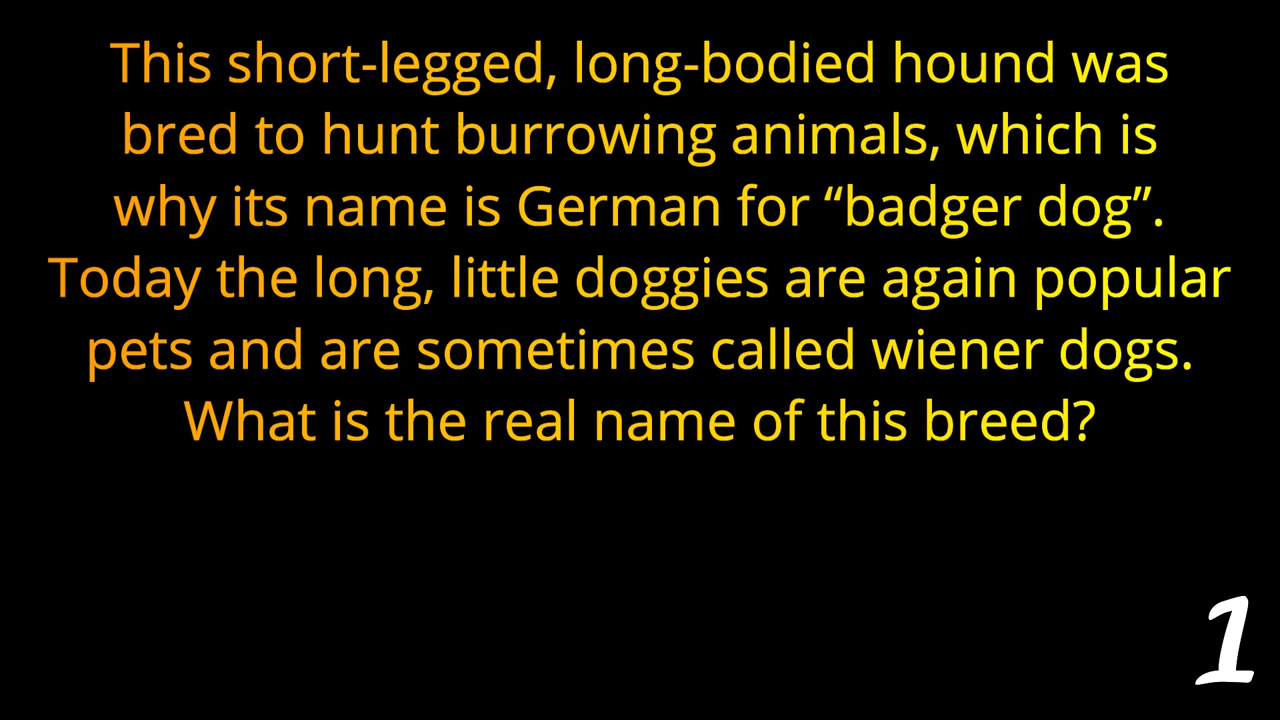 This short-legged, long-bodied hound was
bred to hunt burrowing animals, which is
why its name is German for “badger dog”.
Today the long, little doggies are again popular
pets and are sometimes called wiener dogs.
What is the real name of this breed?
1